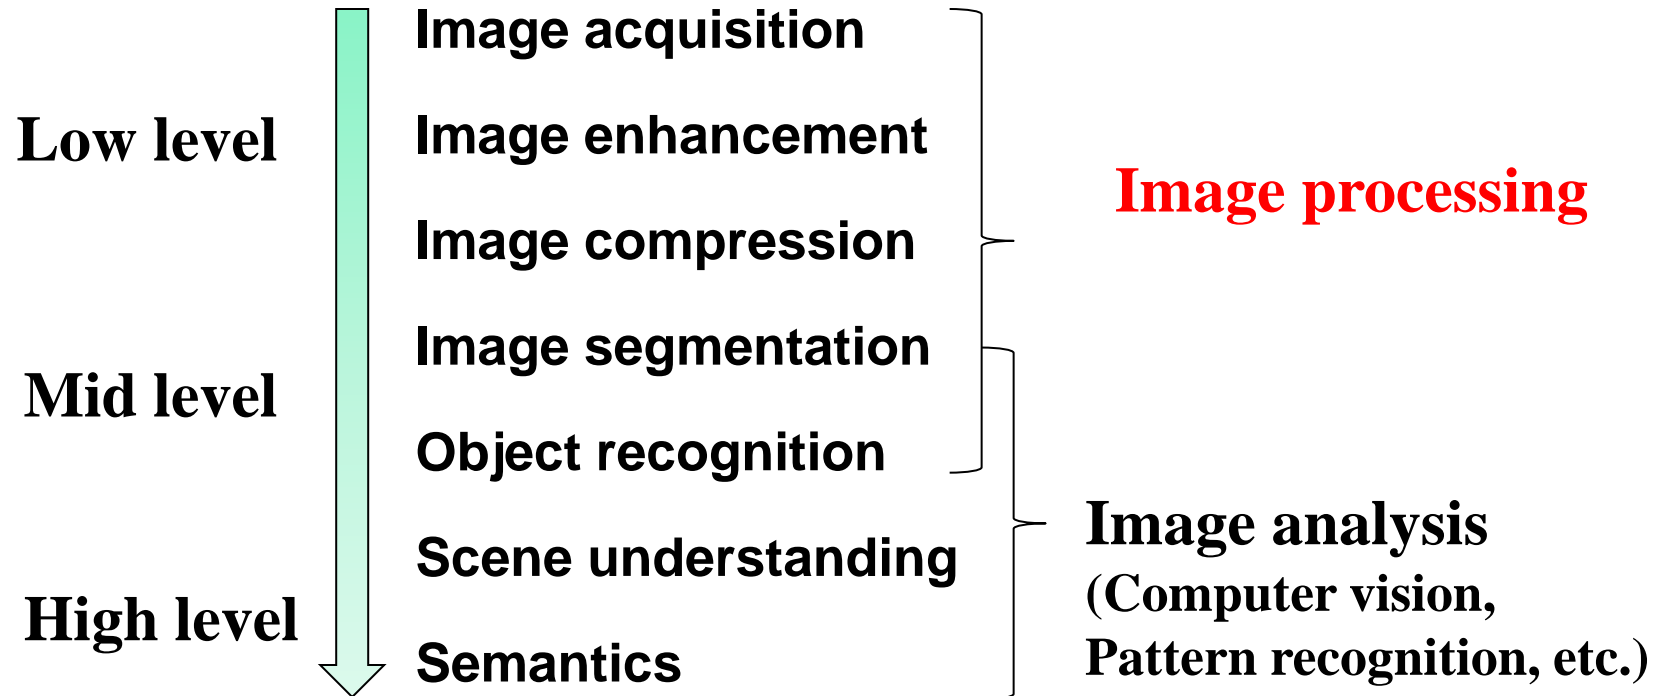 Low level
Mid level
High level
Image acquisition
Image enhancement
Image compression
Image segmentation
Object recognition
Scene understanding
Semantics
Image processing
Image analysis
(Computer vision,
Pattern recognition, etc.)